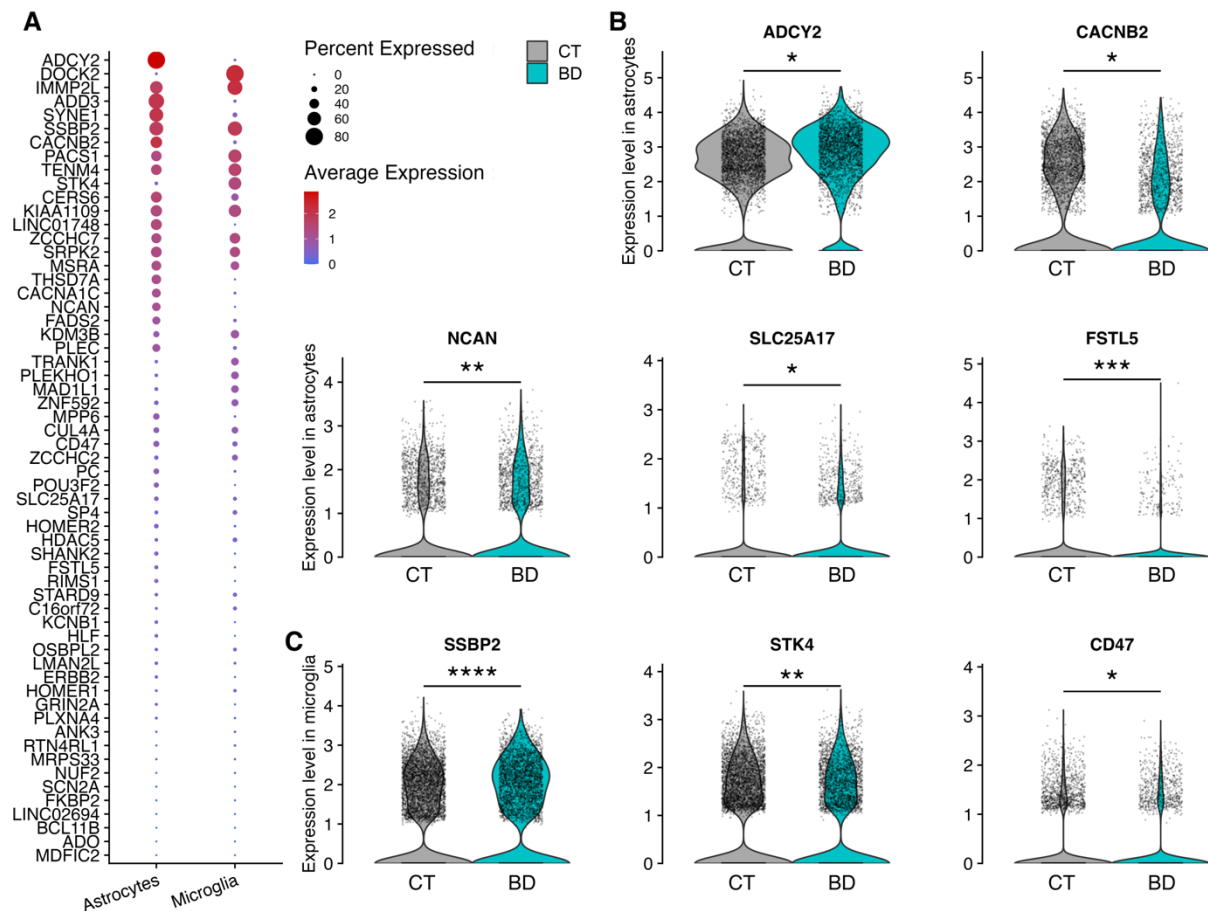 A
ADCY2
DOCK2
IMMP2L
ADD3
SYNE1
SSBP2
CACNB2
PACS1
TENM4
STK4
CERS6
KIAA1109
LINC01748
ZCCHC7
SRPK2
MSRA
THSD7A
CACNA1C
NCAN
FADS2
KDM3B
PLEC
TRANK1
PLEKHO1
MAD1L1
ZNF592
MPP6
CUL4A
CD47
ZCCHC2
PC
POU3F2
SLC25A17
SP4
HOMER2
HDAC5
SHANK2
FSTL5
RIMS1
STARD9
C16orf72
KCNB1
HLF
OSBPL2
LMAN2L
ERBB2
HOMER1
GRIN2A
PLXNA4
ANK3
RTN4RL1
MRPS33
NUF2
SCN2A
FKBP2
LINC02694
BCL11B
ADO
MDFIC2
Astrocytes
Microglia
Percent Expressed
0
20
40
60
80
Average Expression
2
1
0
CT
BD
B
ADCY2
*
Expression level in astrocytes
5
4
3
2
1
0
CT
BD
CACNB2
*
5
4
3
2
1
0
CT
BD
NCAN
**
Expression level in astrocytes
4
3
2
1
0
CT
BD
SLC25A17
*
4
3
2
1
0
CT
BD
FSTL5
***
5
4
3
2
1
0
CT
BD
C
SSBP2
****
Expression level in microglia
5
4
3
2
1
0
CT
BD
STK4
**
4
3
2
1
0
CT
BD
CD47
*
4
3
2
1
0
CT
BD